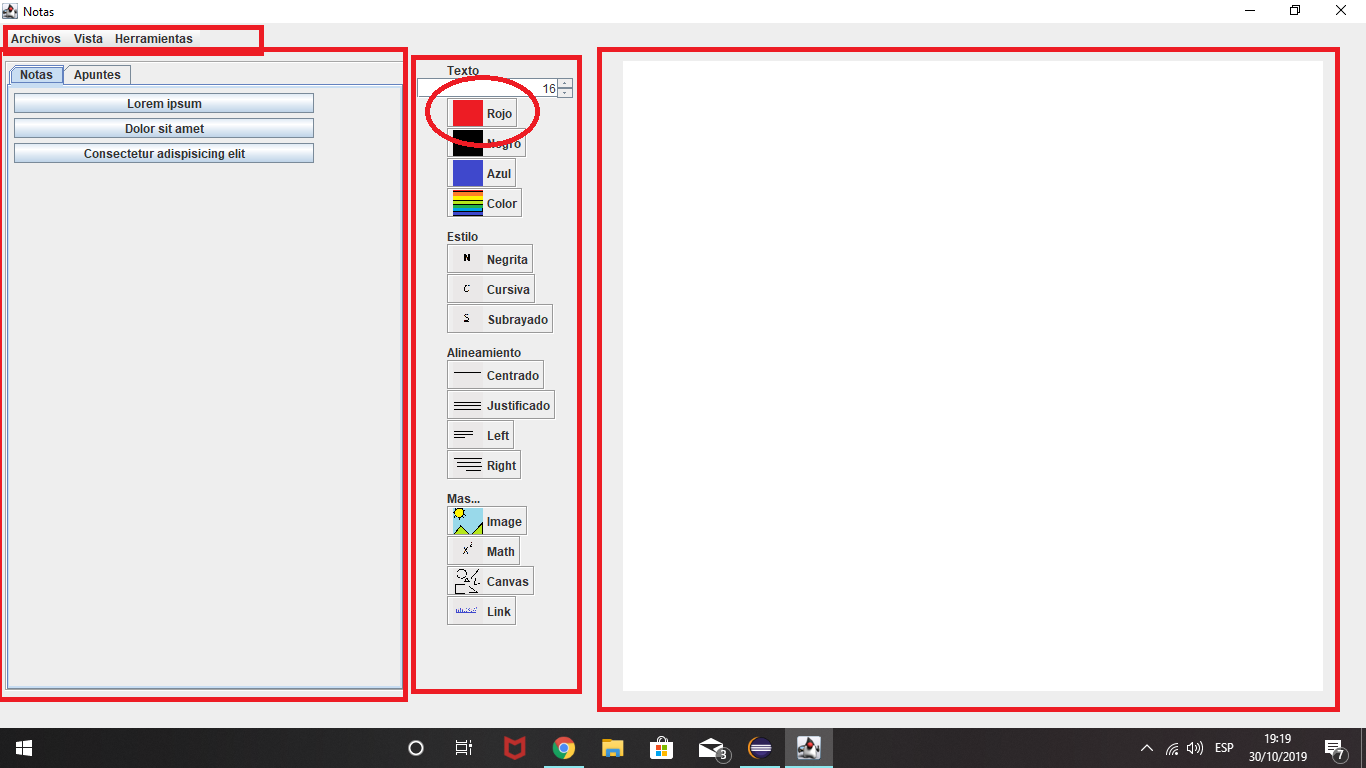 Notas
Archivos Vista Herramientas
Notas Apuntes
Lorem ipsum
Dolor sit amet
Consectetur adispisicing elit
Texto
16
Rojo
Negro
Azul
Color
Estilo
N Negrita
C Cursiva
S Subrayado
Alineamiento
Centrado
Justificado
Left
Right
Mas...
Image
Math
Canvas
Link
3
ESP
19:19
30/10/2019
7